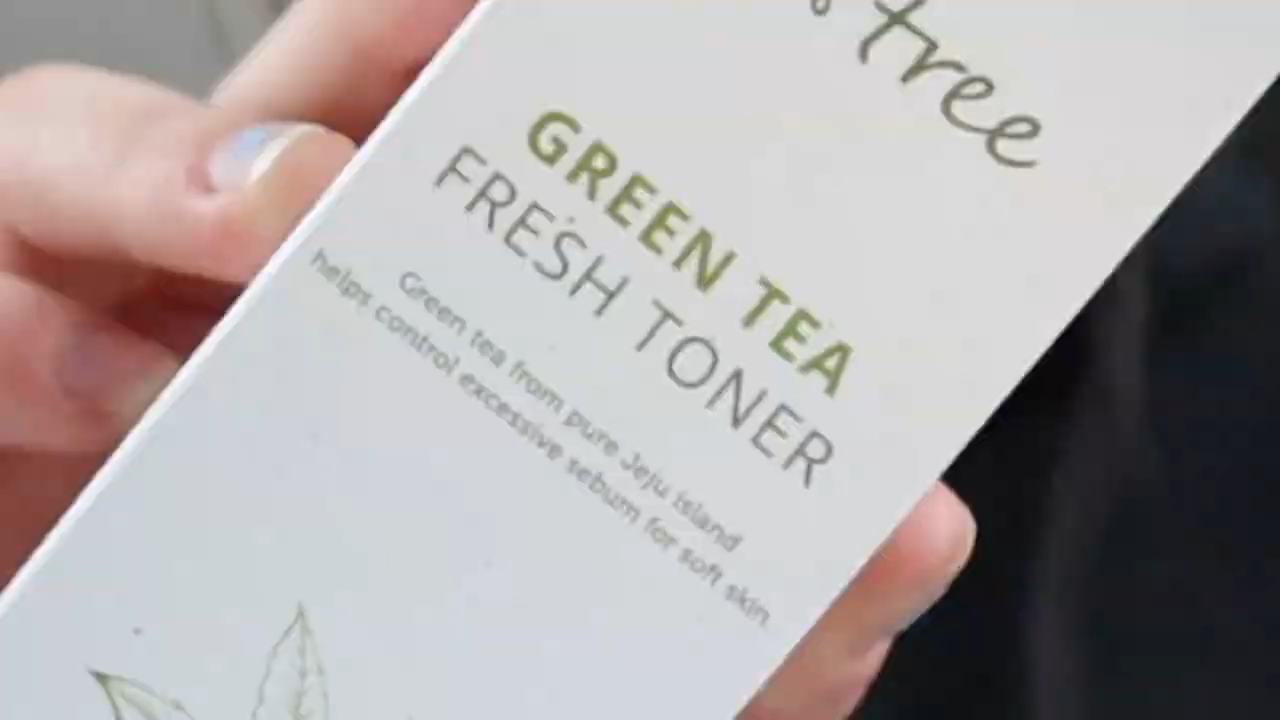 tree
GREEN TEA
FRESH TONER
Green tea from pure Jeju island
helps control excessive sebum for soft skin